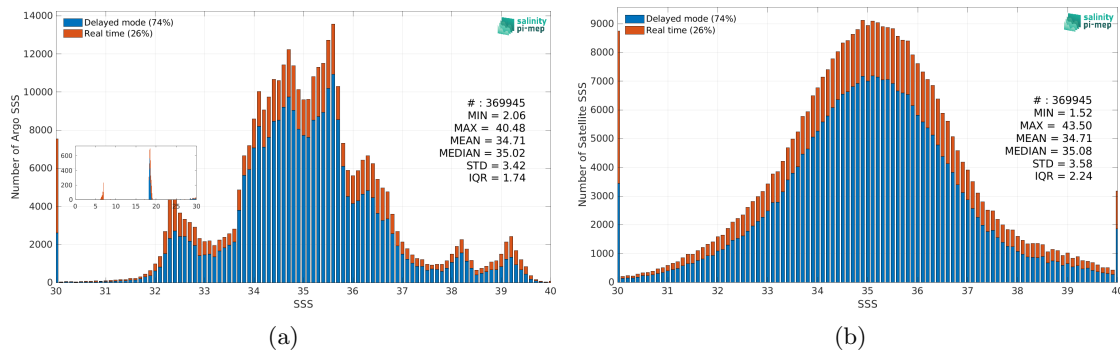 Delayed mode (74%)
Real time (26%)
salinity
pi-mep
14000
12000
10000
8000
6000
4000
2000
0
Number of Argo SSS
# : 369945
MIN = 2.06
MAX = 40.48
MEAN = 34.71
MEDIAN = 35.02
STD = 3.42
IQR = 1.74
600
400
200
0
0 5 10 15 20 25 30
30 31 32 33 34 35 36 37 38 39 40
SSS
(a)
Delayed mode (74%)
Real time (26%)
salinity
pi-mep
9000
8000
7000
6000
5000
4000
3000
2000
1000
0
Number of Satellite SSS
# : 369945
MIN = 1.52
MAX = 43.50
MEAN = 34.71
MEDIAN = 35.08
STD = 3.58
IQR = 2.24
30 31 32 33 34 35 36 37 38 39 40
SSS
(b)